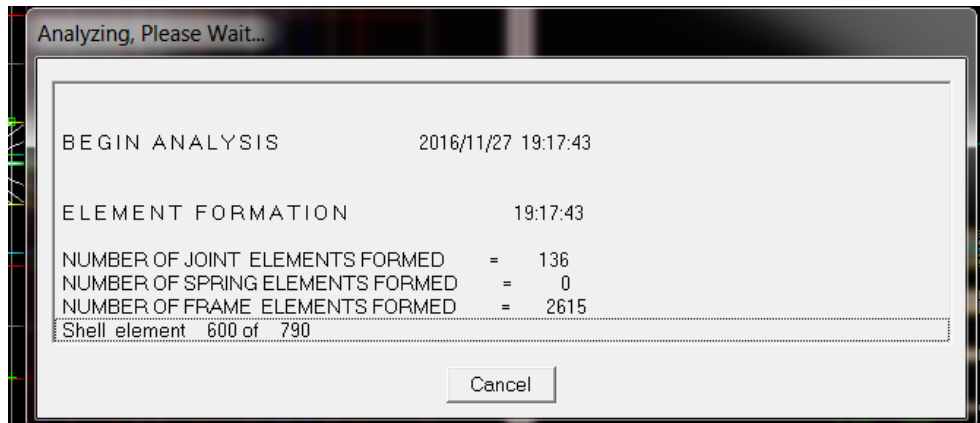 Analyzing, Please Wait...
BEGIN ANALYSIS 2016/11/27 19:17:43
ELEMENT FORMATION 19:17:43
NUMBER OF JOINT ELEMENTS FORMED = 136
NUMBER OF SPRING ELEMENTS FORMED = 0
NUMBER OF FRAME ELEMENTS FORMED = 2615
Shell element 600 of 790
Cancel